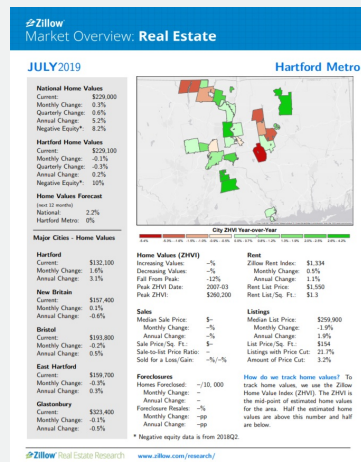 Zillow
Market Overview: Real Estate
JULY 2019
Hartford Metro
National Home Values
Current: $229,000
Monthly Change: 0.3%
Quarterly Change: 0.6%
Annual Change: 5.2%
Negative Equity*: 8.2%
Hartford Home Values
Current: $229,100
Monthly Change: -0.1%
Quarterly Change: -0.3%
Annual Change: 0.2%
Negative Equity*: 10%
Home Values Forecast
(next 12 months)
National: 2.2%
Hartford Metro: 0%
Major Cities - Home Values
Hartford
Current: $132,100
Monthly Change: 1.6%
Annual Change: 3.1%
New Britain
Current: $157,400
Monthly Change: 0.1%
Annual Change: -0.6%
Bristol
Current: $193,800
Monthly Change: -0.2%
Annual Change: 0.5%
East Hartford
Current: $159,700
Monthly Change: -0.3%
Annual Change: 0.3%
Glastonbury
Current: $323,400
Monthly Change: -0.1%
Annual Change: -0.5%
City ZHVI Year-over-Year
Home Values (ZHVI)
Increasing Values: –%
Decreasing Values: –%
Fall From Peak: -12%
Peak ZHVI Date: 2007-03
Peak ZHVI: $260,200
Sales
Median Sale Price: $–
Monthly Change: –%
Annual Change: –%
Sale Price/Sq. Ft.: $–
Sale-to-list Price Ratio: –
Sold for a Loss/Gain: –%/–%
Foreclosures
Homes Foreclosed: –/10, 000
Monthly Change: –
Annual Change: –
Foreclosure Resales: –%
Monthly Change: –pp
Annual Change: –pp
Rent
Zillow Rent Index: $1,334
Monthly Change: 0.5%
Annual Change: 1.1%
Rent List Price: $1,550
Rent List/Sq. Ft.: $1.3
Listings
Median List Price: $259,900
Monthly Change: -1.9%
Annual Change: 1.9%
List Price/Sq. Ft.: $154
Listings with Price Cut: 21.7%
Amount of Price Cut: 3.2%
How do we track home values? To
track home values, we use the Zillow
Home Value Index (ZHVI). The ZHVI is
the mid-point of estimated home values
for the area. Half the estimated home
values are above this number and half
are below.
* Negative equity data is from 2018Q2.
Zillow Real Estate Research www.zillow.com/research/